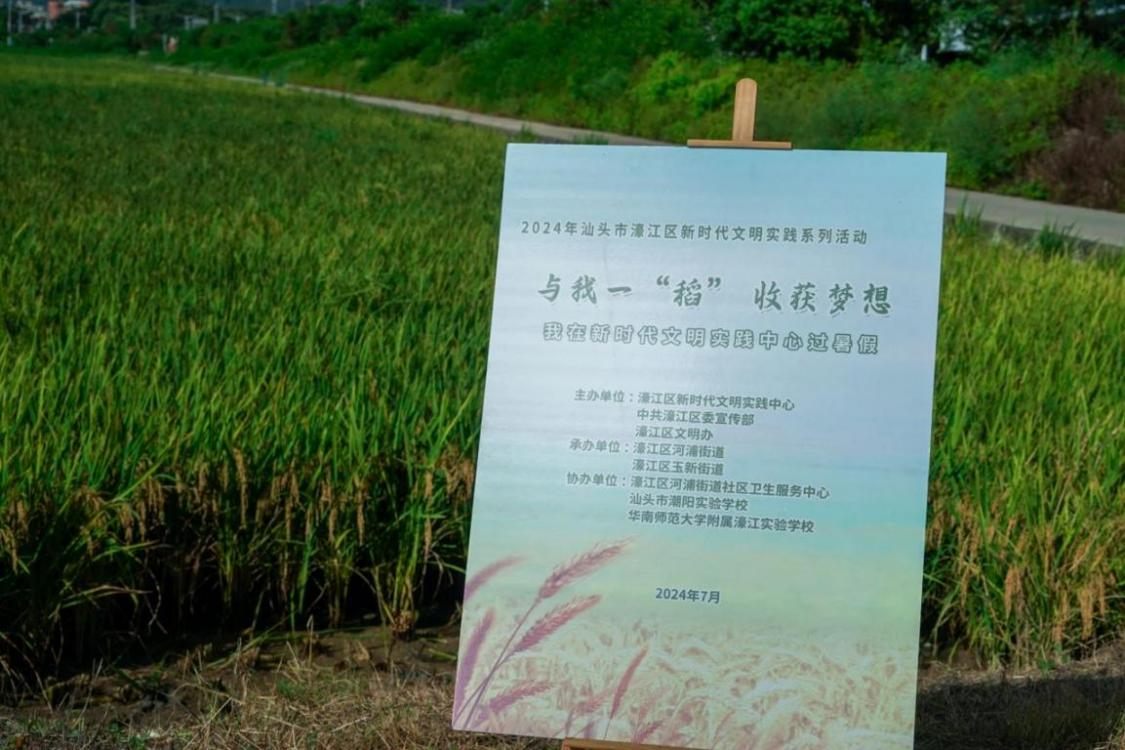 2024年汕头市濠江区新时代文明实践系列活动
与我一“稻” 收获梦想
我在新时代文明实践中心过暑假
主办单位：濠江区新时代文明实践中心
中共濠江区委宣传部
濠江区文明办
承办单位：濠江区河浦街道
濠江区玉新街道
协办单位：濠江区河浦街道社区卫生服务中心
汕头市潮阳实验学校
华南师范大学附属濠江实验学校
2024年7月